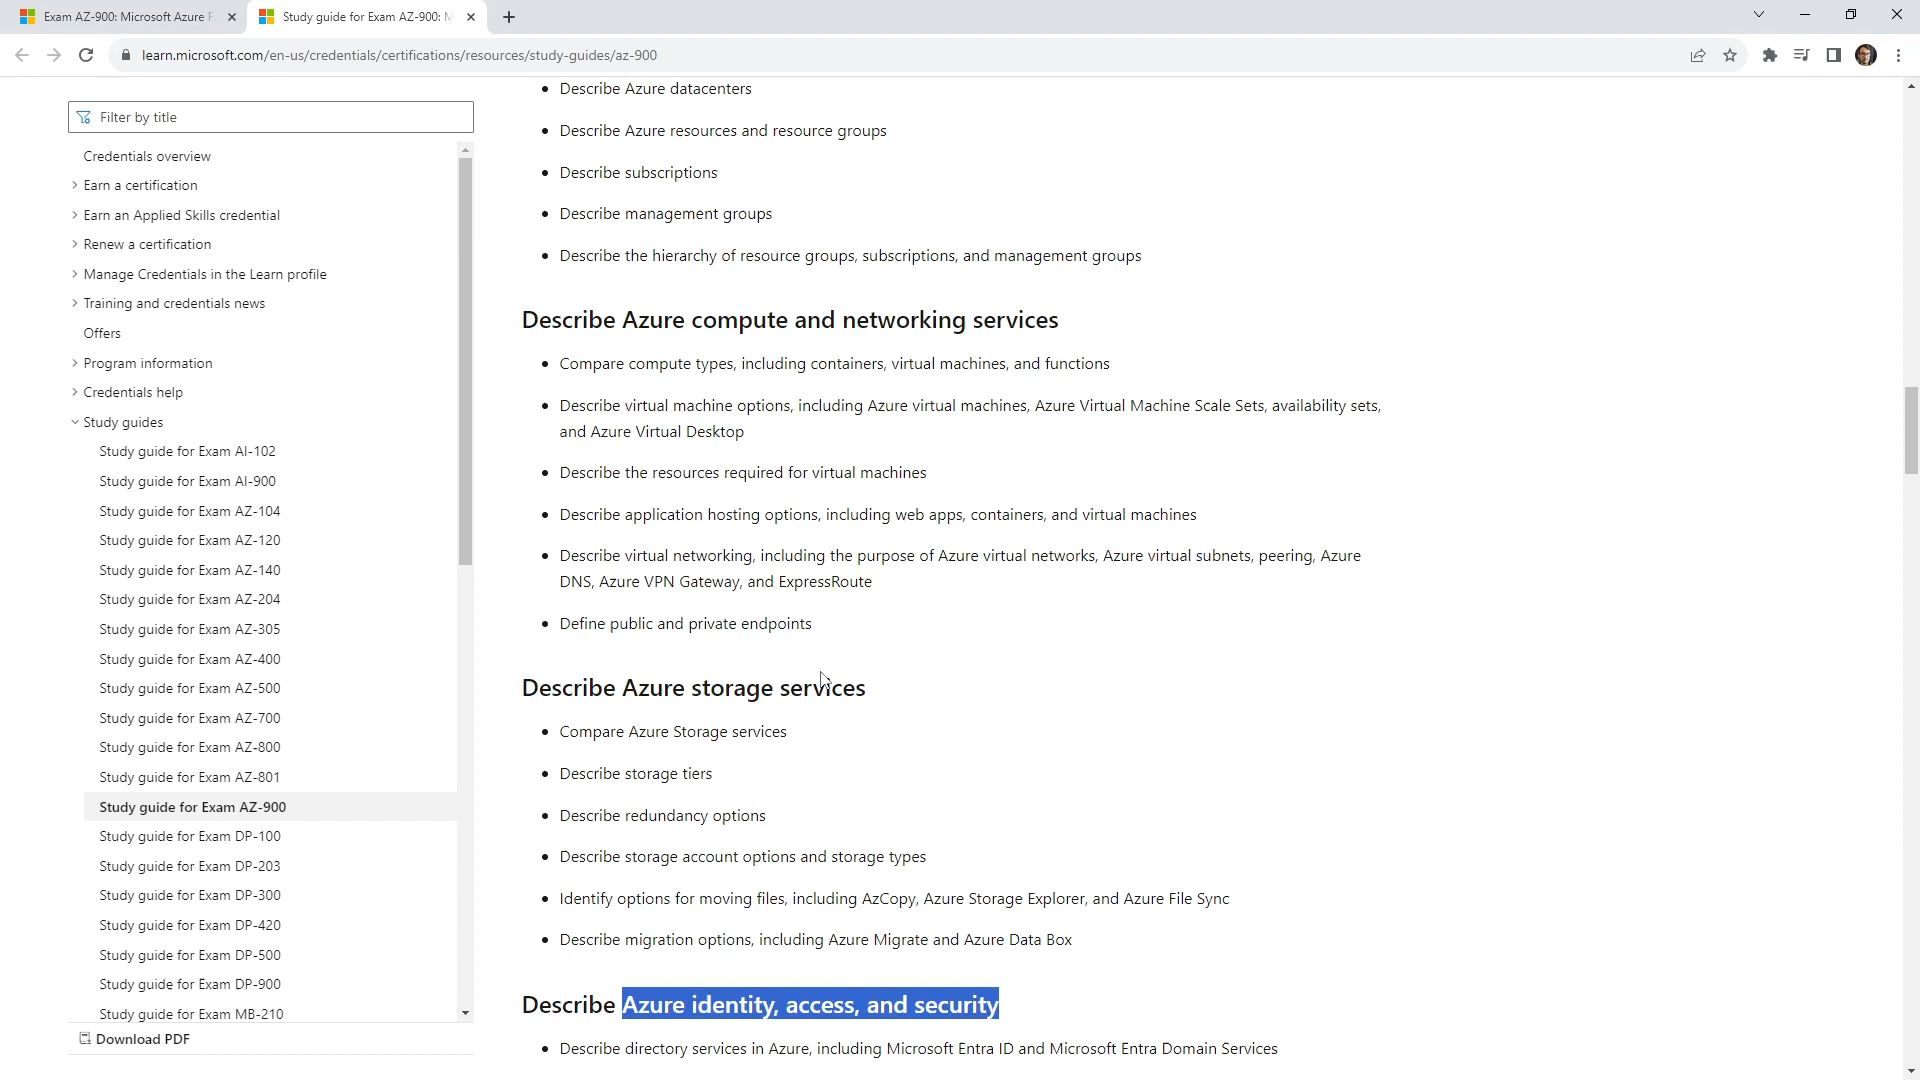 Exam AZ-900: Microsoft Azure F
Study guide for Exam AZ-900: M
learn.microsoft.com/en-us/credentials/certifications/resources/study-guides/az-900
Filter by title
Credentials overview
Earn a certification
Earn an Applied Skills credential
Renew a certification
Manage Credentials in the Learn profile
Training and credentials news
Offers
Program information
Credentials help
Study guides
Study guide for Exam AI-102
Study guide for Exam AI-900
Study guide for Exam AZ-104
Study guide for Exam AZ-120
Study guide for Exam AZ-140
Study guide for Exam AZ-204
Study guide for Exam AZ-305
Study guide for Exam AZ-400
Study guide for Exam AZ-500
Study guide for Exam AZ-700
Study guide for Exam AZ-800
Study guide for Exam AZ-801
Study guide for Exam AZ-900
Study guide for Exam DP-100
Study guide for Exam DP-203
Study guide for Exam DP-300
Study guide for Exam DP-420
Study guide for Exam DP-500
Study guide for Exam DP-900
Study guide for Exam MB-210
Download PDF
Describe Azure datacenters
Describe Azure resources and resource groups
Describe subscriptions
Describe management groups
Describe the hierarchy of resource groups, subscriptions, and management groups
Describe Azure compute and networking services
Compare compute types, including containers, virtual machines, and functions
Describe virtual machine options, including Azure virtual machines, Azure Virtual Machine Scale Sets, availability sets,
and Azure Virtual Desktop
Describe the resources required for virtual machines
Describe application hosting options, including web apps, containers, and virtual machines
Describe virtual networking, including the purpose of Azure virtual networks, Azure virtual subnets, peering, Azure
DNS, Azure VPN Gateway, and ExpressRoute
Define public and private endpoints
Describe Azure storage services
Compare Azure Storage services
Describe storage tiers
Describe redundancy options
Describe storage account options and storage types
Identify options for moving files, including AzCopy, Azure Storage Explorer, and Azure File Sync
Describe migration options, including Azure Migrate and Azure Data Box
Describe Azure identity, access, and security
Describe directory services in Azure, including Microsoft Entra ID and Microsoft Entra Domain Services